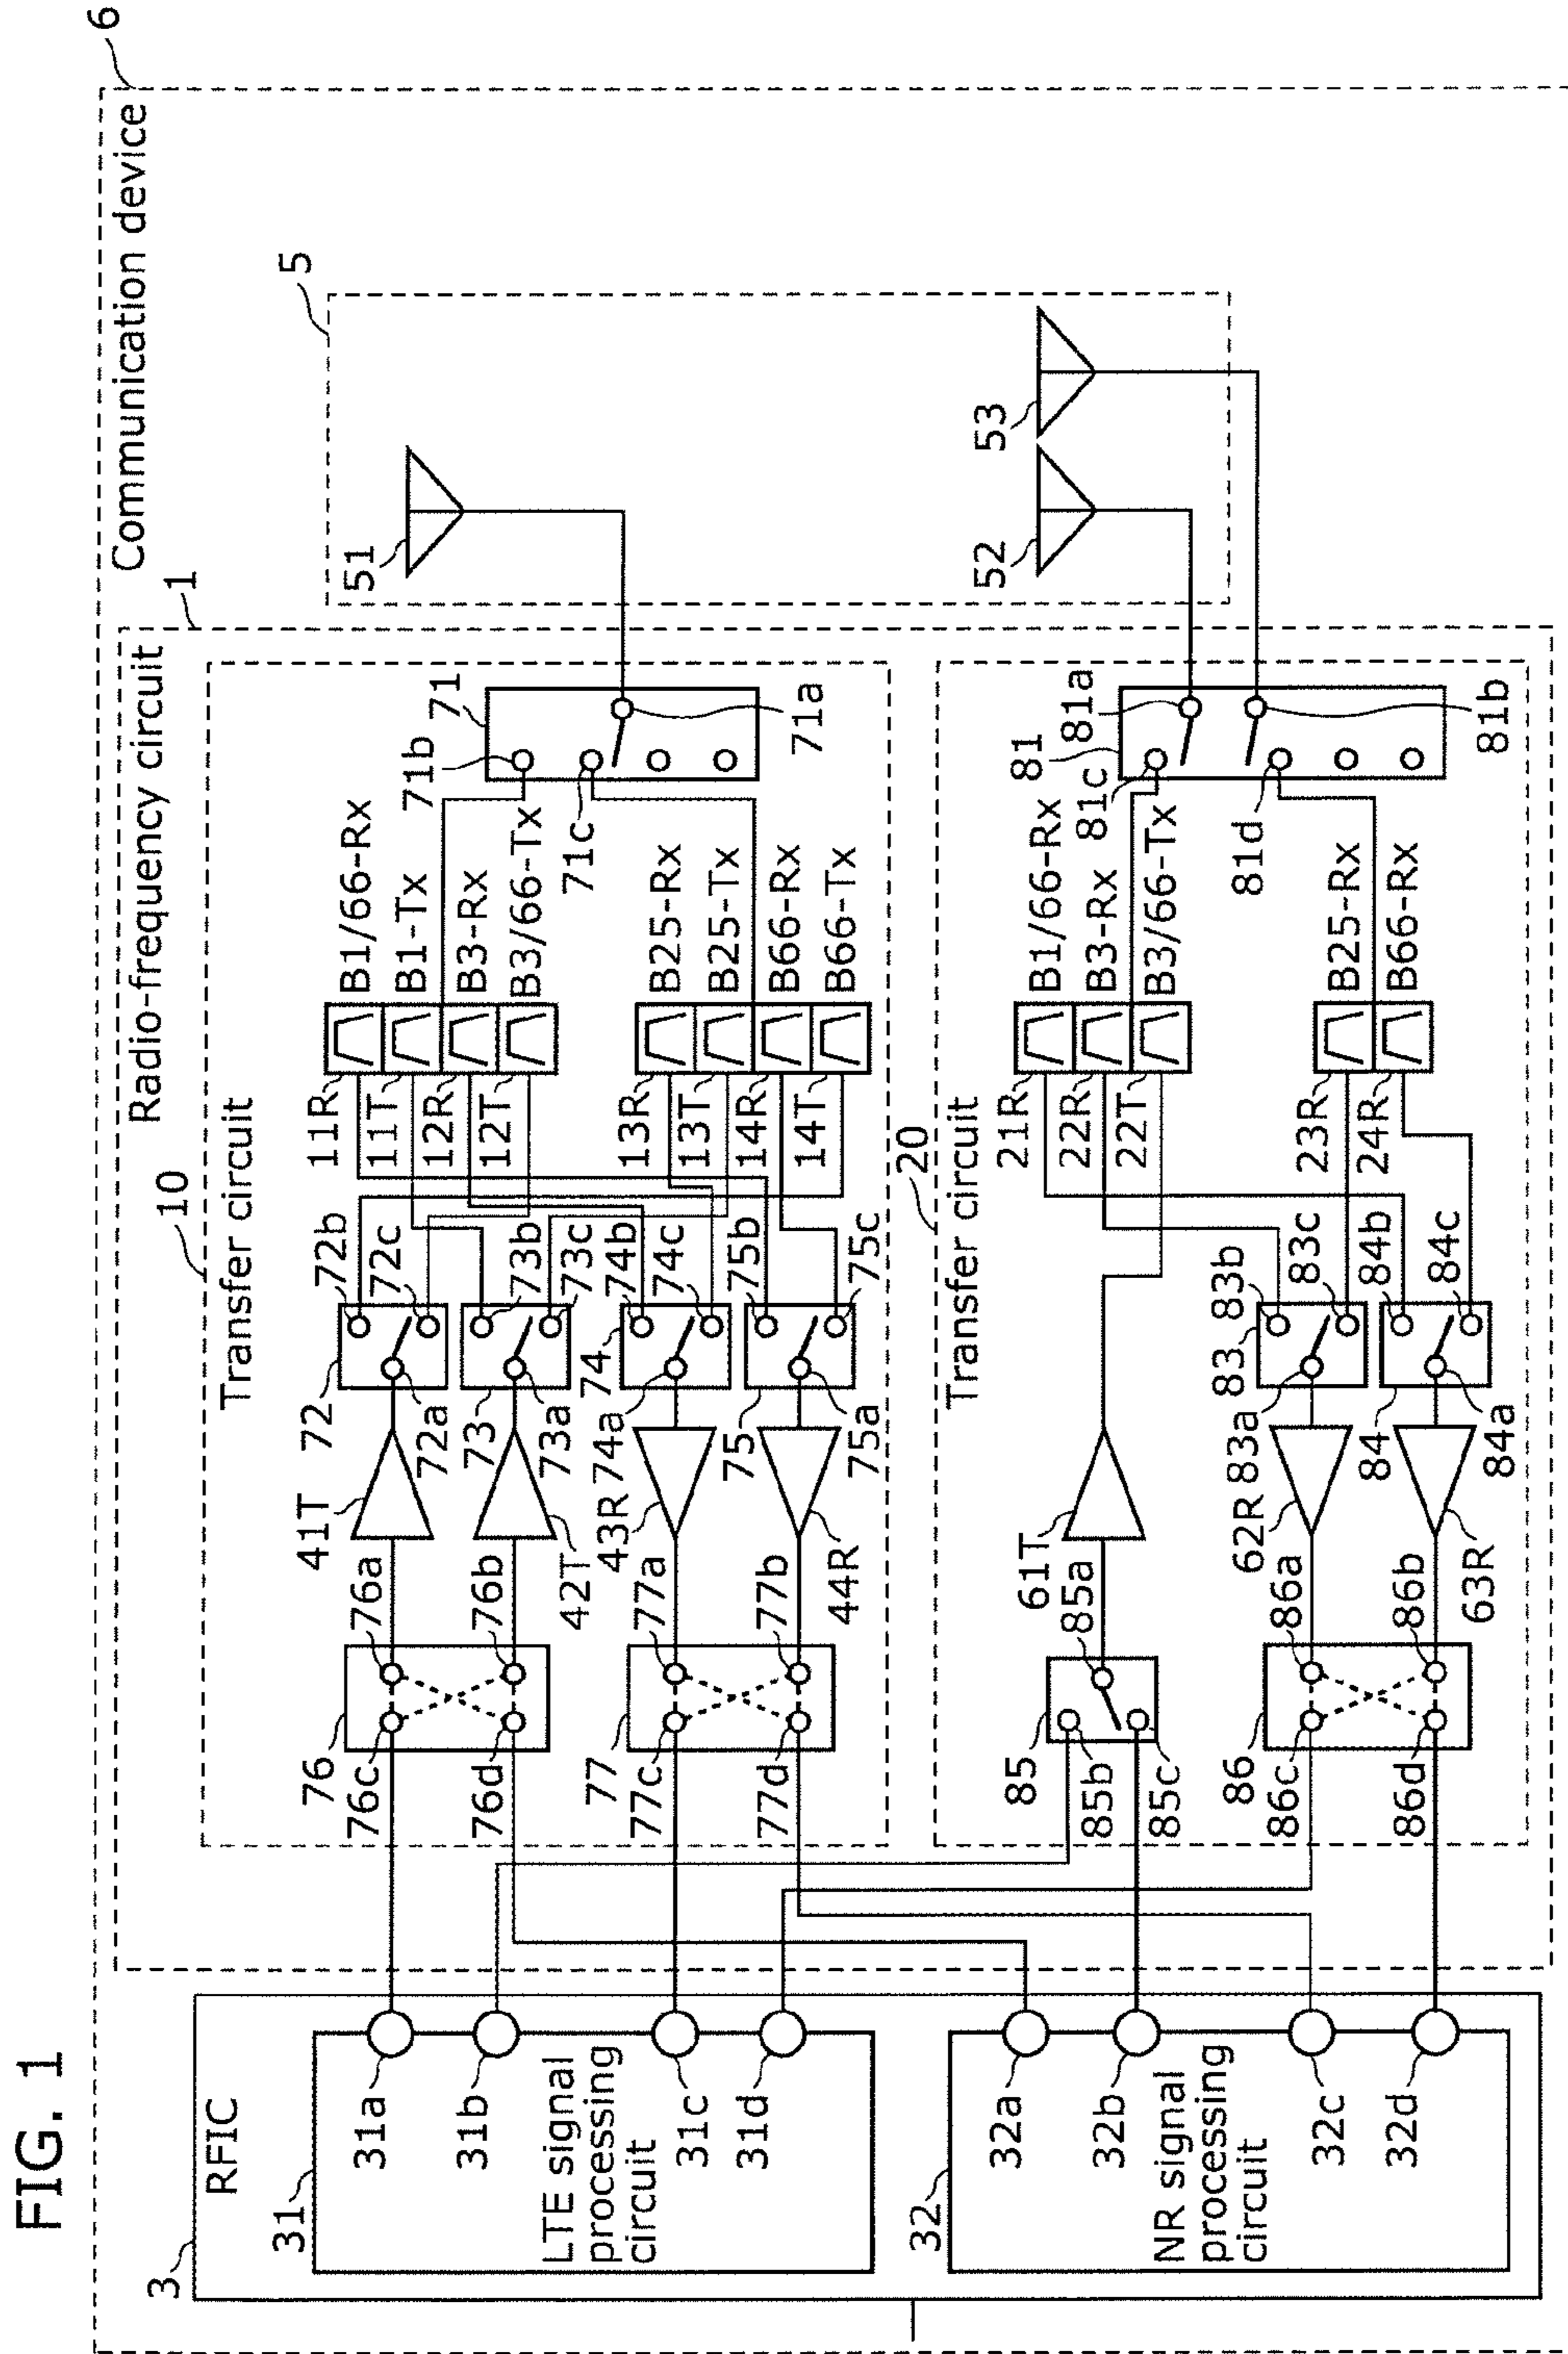 FIG. 1
6
Communication device
1
Radio-frequency circuit
5
3
RFIC
31
LTE signal
processing
circuit
31a
31b
31c
31d
32
NR signal
processing
circuit
32a
32b
32c
32d
10
Transfer circuit
76
76c
76a
76d
76b
77
77c
77a
77d
77b
41T
42T
43R
44R
72
72a
72b
72c
73
73a
73b
73c
74
74a
74b
74c
75
75a
75b
75c
11R
11T
12R
12T
13R
13T
14R
14T
B1/66-Rx
B1-Tx
B3-Rx
B3/66-Tx
B25-Rx
B25-Tx
B66-Rx
B66-Tx
71
71b
71c
71a
51
20
Transfer circuit
85
85b
85a
85c
86
86c
86a
86d
86b
61T
62R
63R
83
83a
83b
83c
84
84a
84b
84c
21R
22R
22T
23R
24R
B1/66-Rx
B3-Rx
B3/66-Tx
B25-Rx
B66-Rx
81
81a
81c
81d
81b
52
53